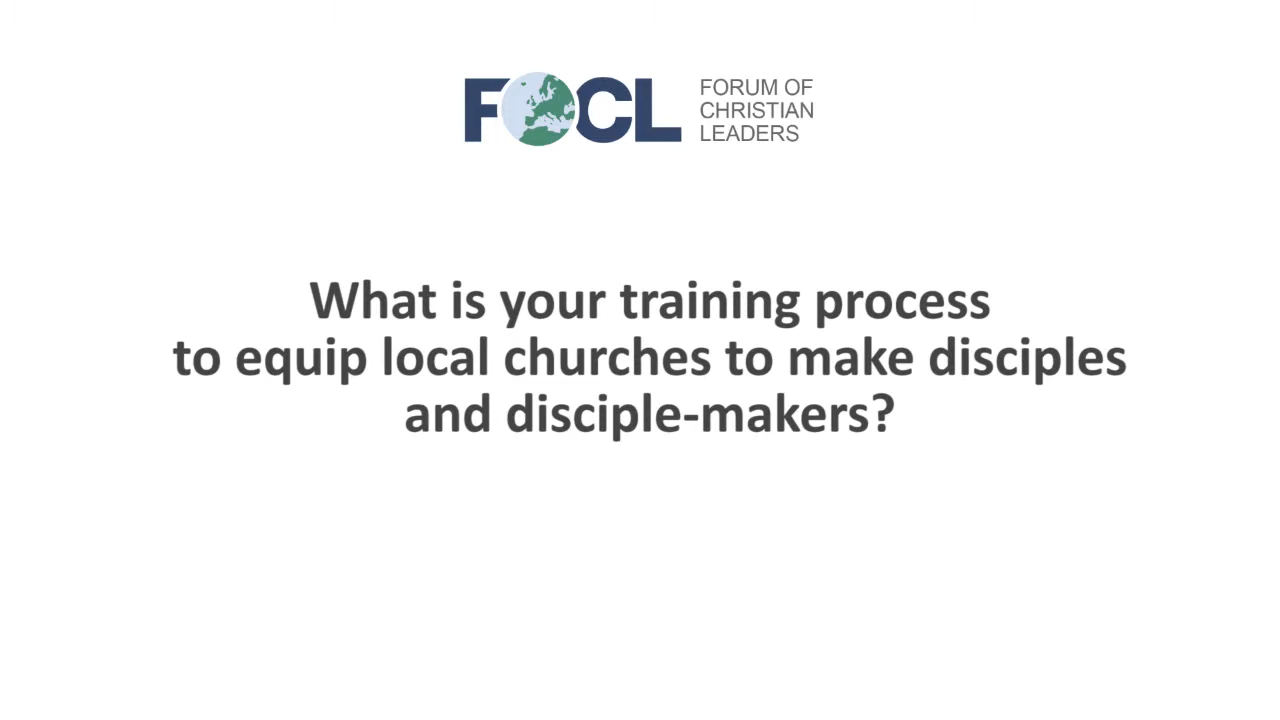 FOCL
FORUM OF
CHRISTIAN
LEADERS
What is your training process
to equip local churches to make disciples
and disciple-makers?